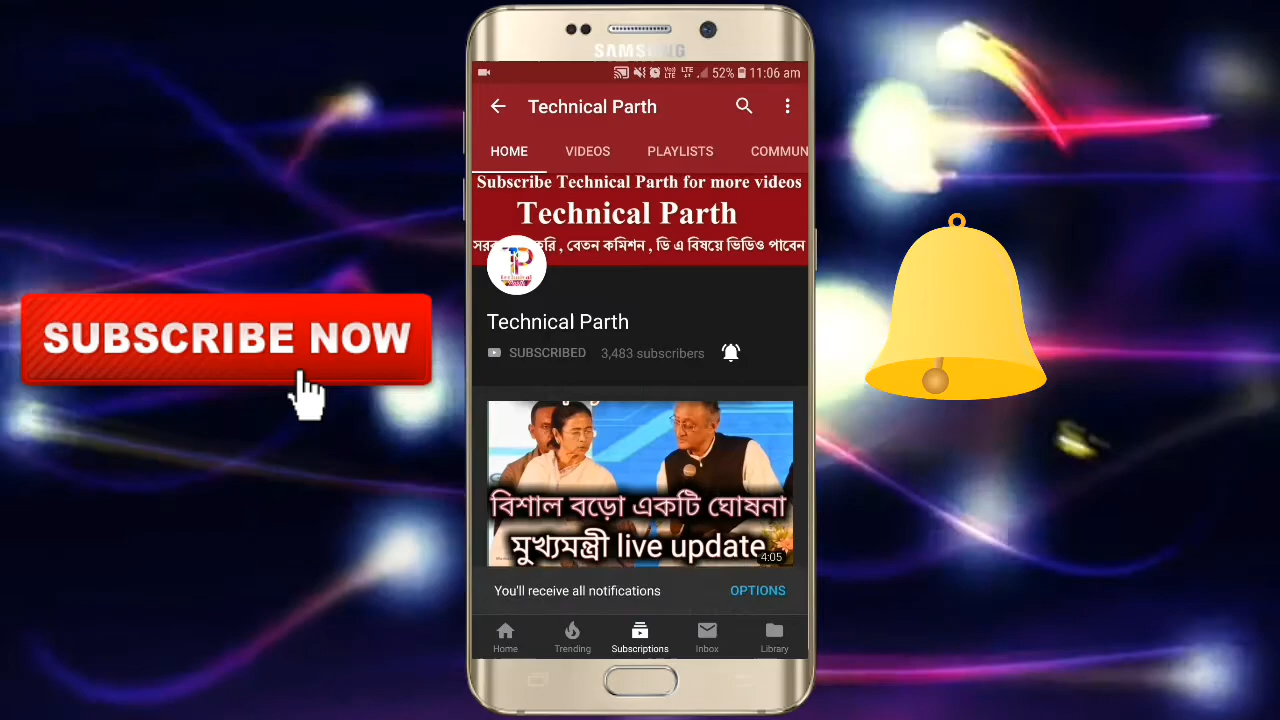 SAMSUNG
52% 11:06 am
Technical Parth
HOME VIDEOS PLAYLISTS COMMUN
Subscribe Technical Parth for more videos
Technical Parth
বেতন কমিশন , ডি এ বিষয়ে ভিডিও পাবেন
Technical Parth
SUBSCRIBED 3,483 subscribers
SUBSCRIBE NOW
বিশাল বড়ো একটি ঘোষনা
মুখ্যমন্ত্রী live update
4:05
You'll receive all notifications OPTIONS
Home Trending Subscriptions Inbox Library